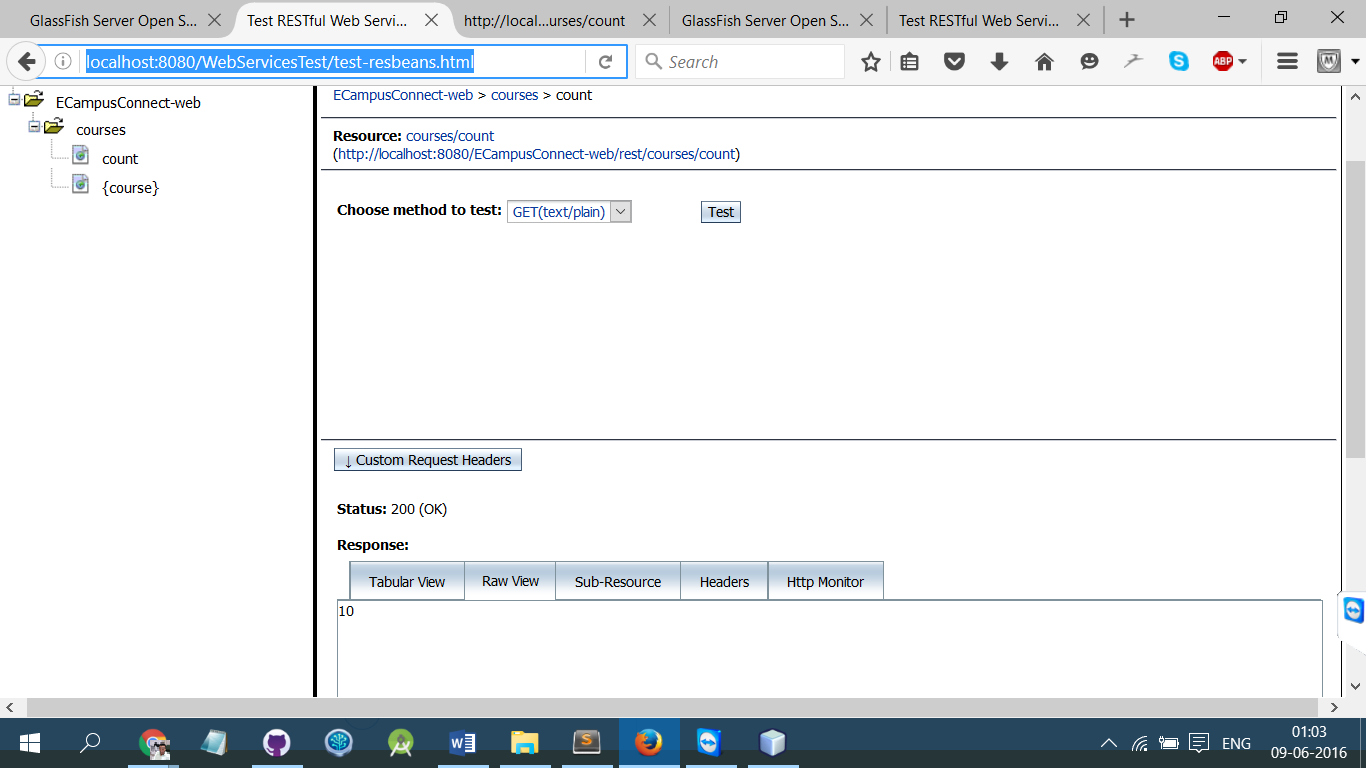 GlassFish Server Open S...
Test RESTful Web Servi...
http://local...urses/count
GlassFish Server Open S...
Test RESTful Web Servi...
localhost:8080/WebServicesTest/test-resbeans.html
Search
ABP
ECampusConnect-web
courses
count
{course}
ECampusConnect-web > courses > count
Resource: courses/count
(http://localhost:8080/ECampusConnect-web/rest/courses/count)
Choose method to test: GET(text/plain) Test
↓ Custom Request Headers
Status: 200 (OK)
Response:
Tabular View Raw View Sub-Resource Headers Http Monitor
10
ENG
01:03
09-06-2016